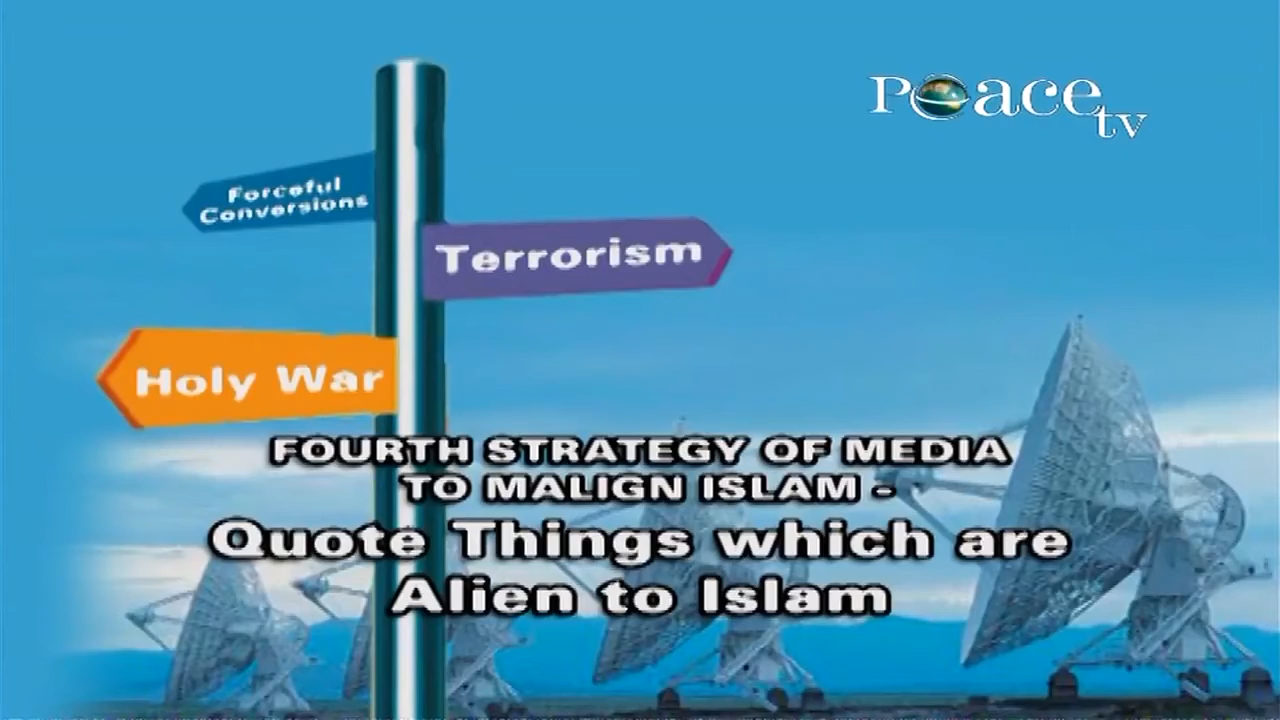 Peace
tv
Forceful
Conversions
Terrorism
Holy War
FOURTH STRATEGY OF MEDIA
TO MALIGN ISLAM -
Quote Things which are
Alien to Islam